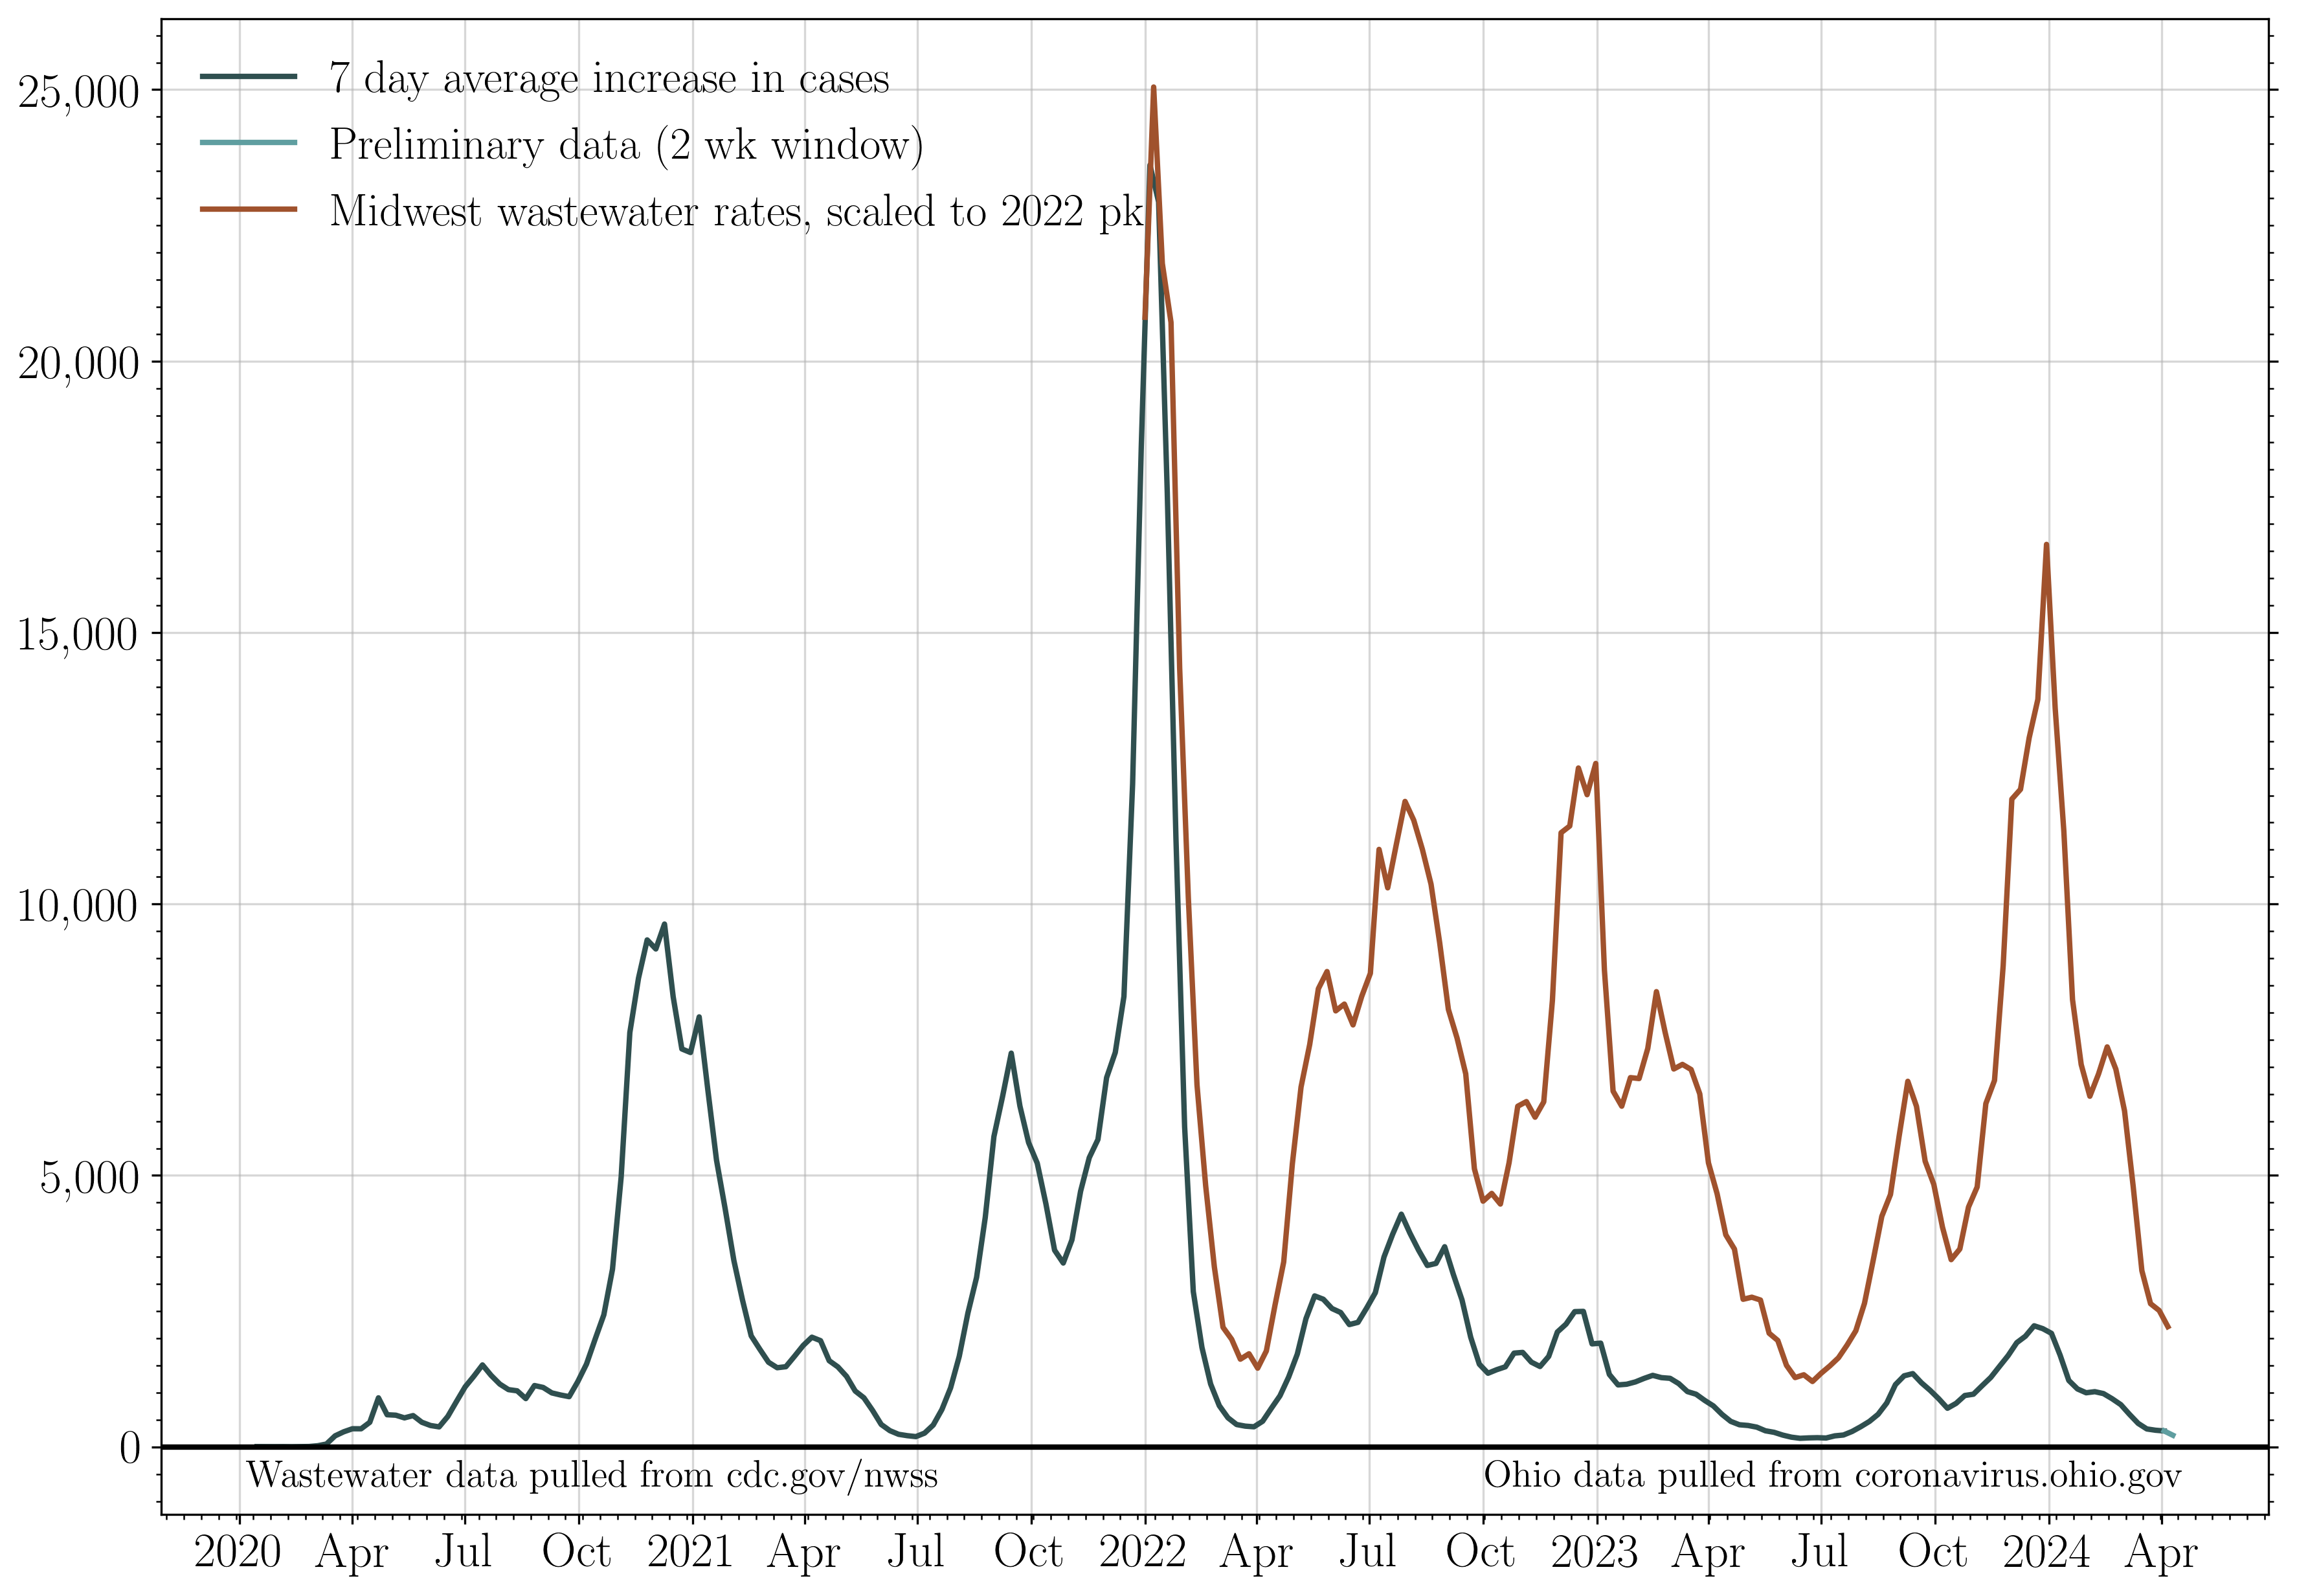 7 day average increase in cases
Preliminary data (2 wk window)
Midwest wastewater rates, scaled to 2022 pk
25,000
20,000
15,000
10,000
5,000
0
Wastewater data pulled from cdc.gov/nwss
Ohio data pulled from coronavirus.ohio.gov
2020 Apr Jul Oct 2021 Apr Jul Oct 2022 Apr Jul Oct 2023 Apr Jul Oct 2024 Apr